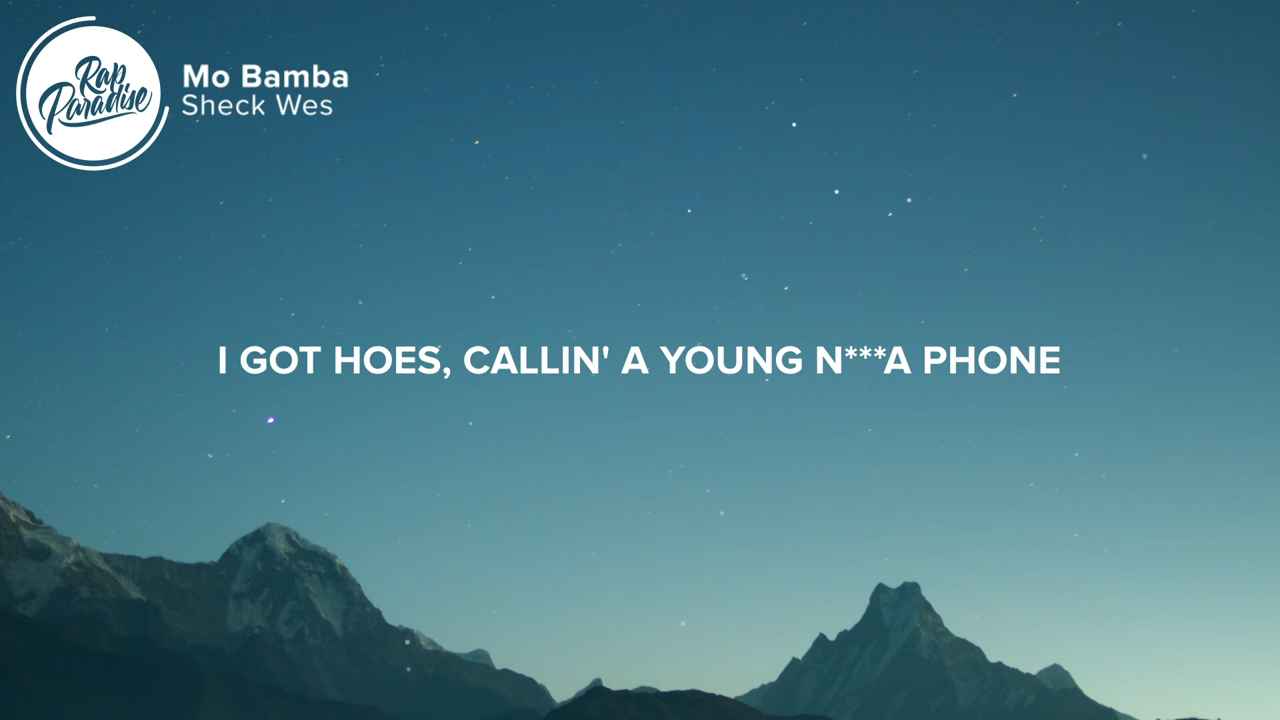 Rap
Paradise
Mo Bamba
Sheck Wes
I GOT HOES, CALLIN' A YOUNG N***A PHONE